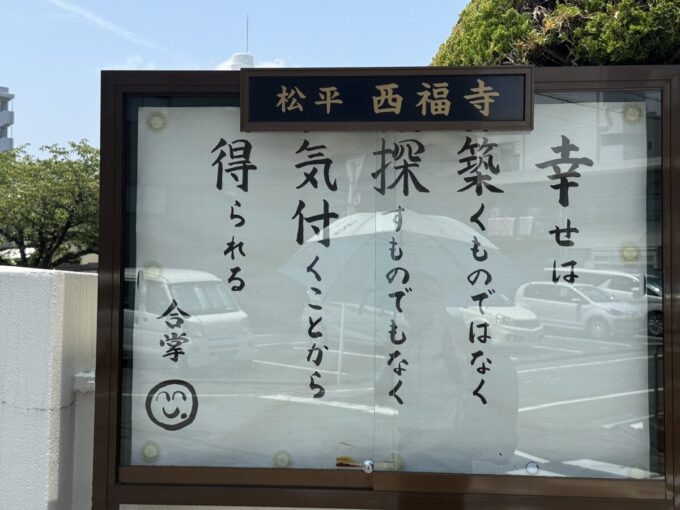 松平 西福寺
幸せは
築くものではなく
探すものでもなく
気付くことから
得られる
合掌